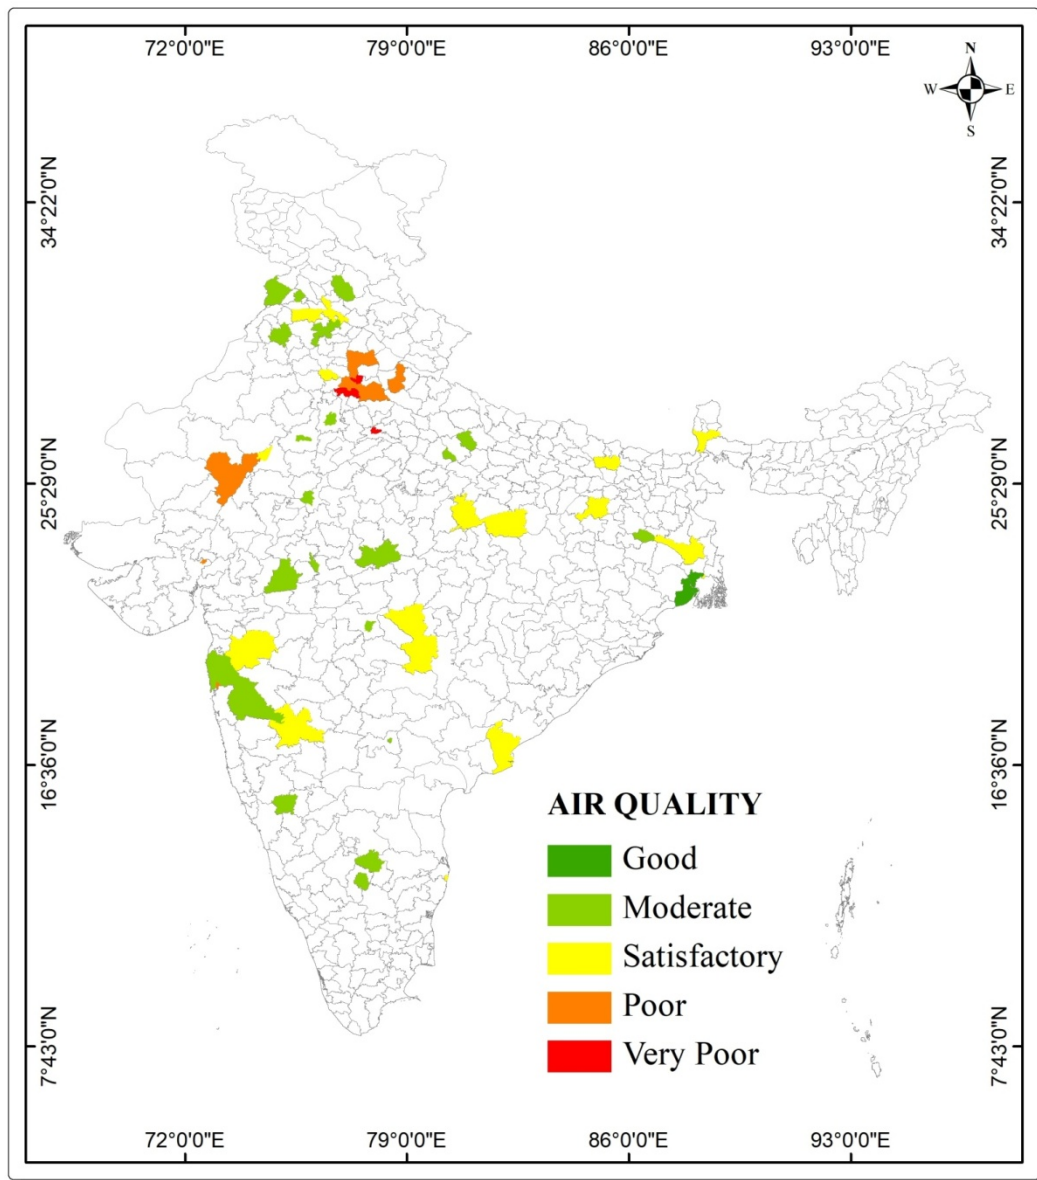 72°0'0"E 79°0'0"E 86°0'0"E 93°0'0"E
N
W E
S
34°22'0"N 34°22'0"N
25°29'0"N 25°29'0"N
16°36'0"N 16°36'0"N
AIR QUALITY
Good
Moderate
Satisfactory
Poor
Very Poor
7°43'0"N 7°43'0"N
72°0'0"E 79°0'0"E 86°0'0"E 93°0'0"E